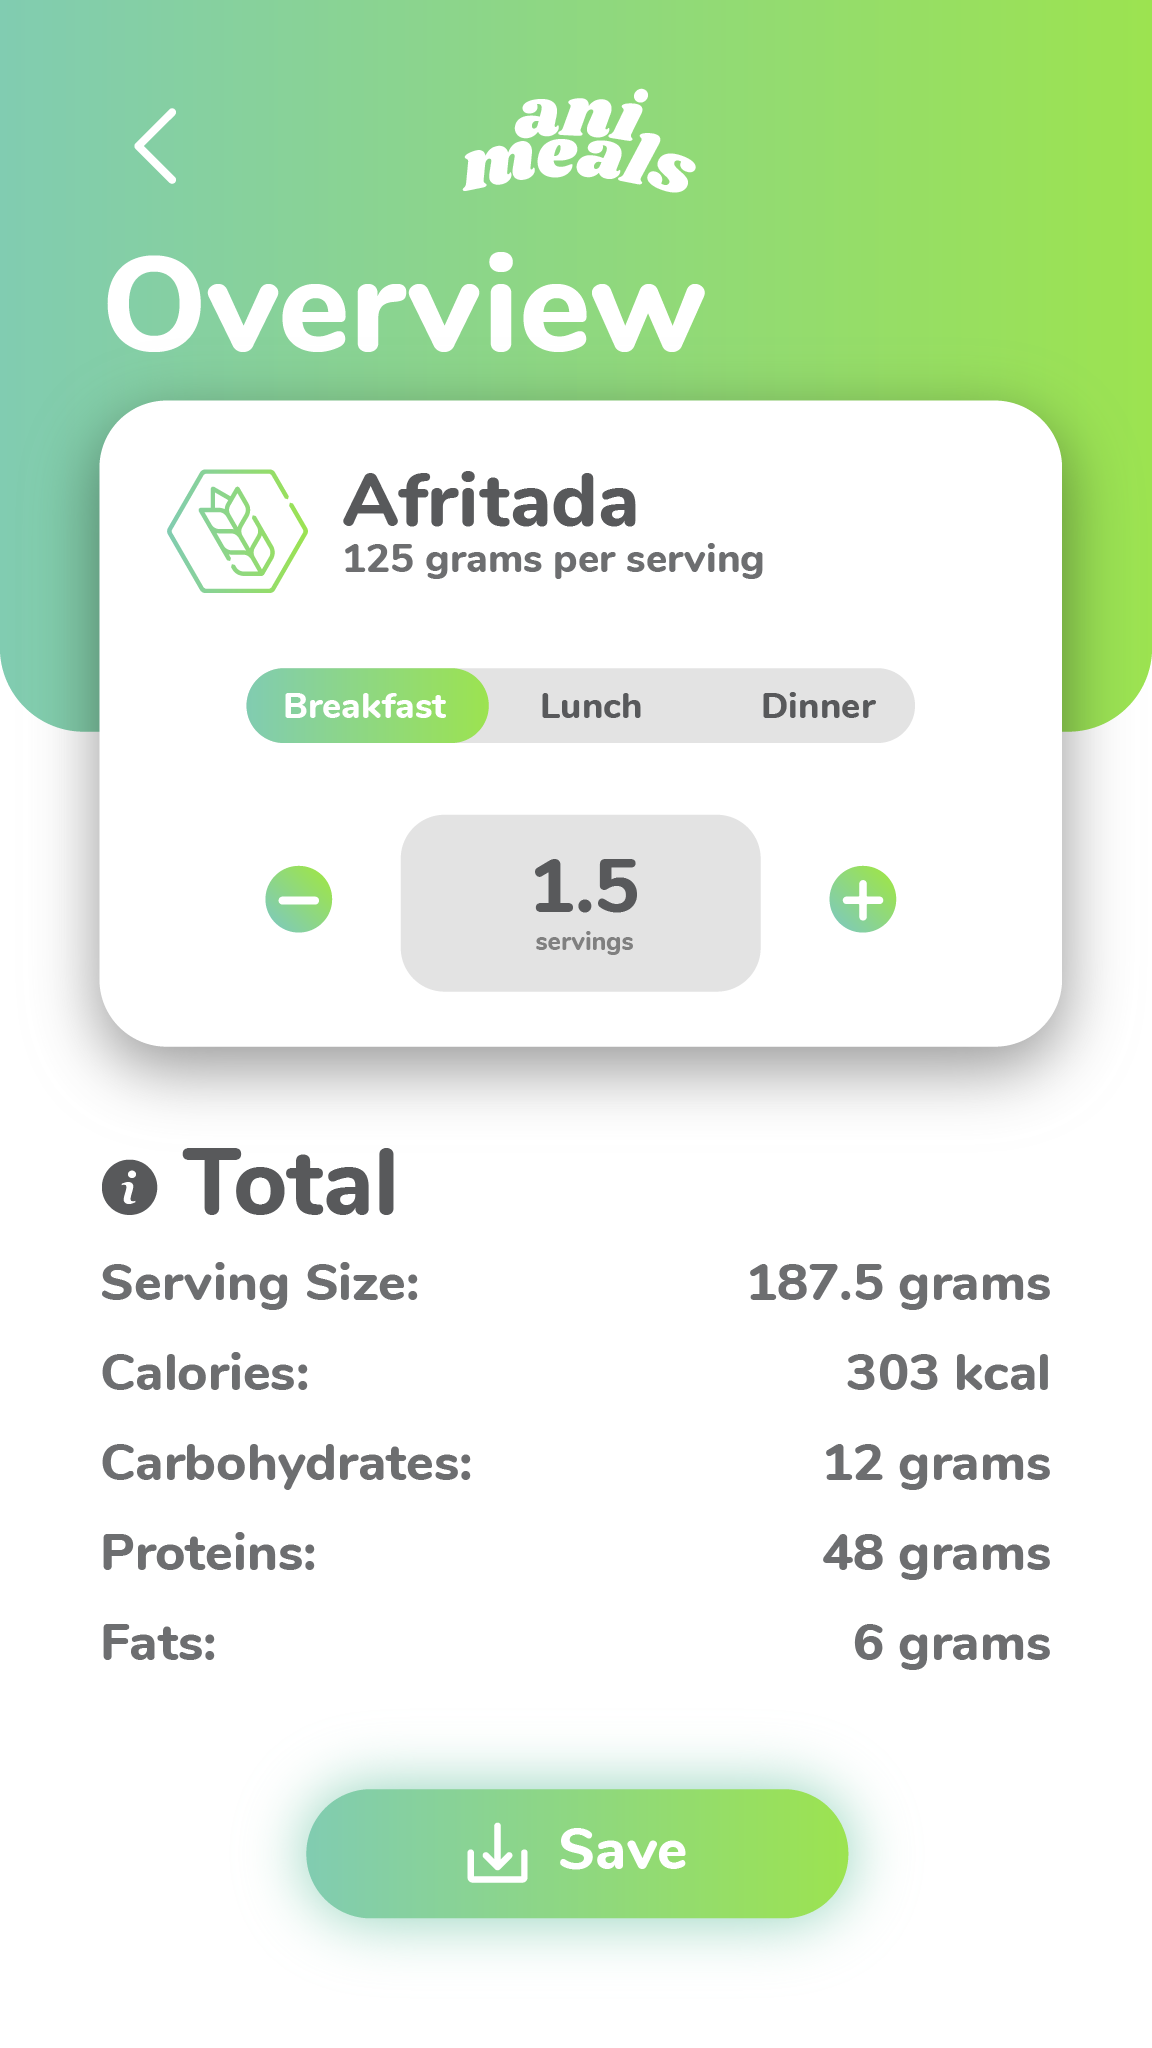 ani
meals
Overview
Afritada
125 grams per serving
Breakfast Lunch Dinner
1.5
servings
i Total
Serving Size: 187.5 grams
Calories: 303 kcal
Carbohydrates: 12 grams
Proteins: 48 grams
Fats: 6 grams
Save